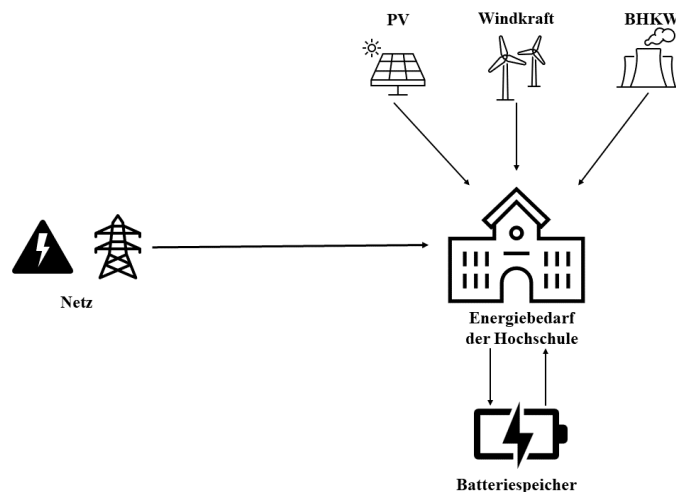 PV
Windkraft
BHKW
Netz
Energiebedarf
der Hochschule
Batteriespeicher